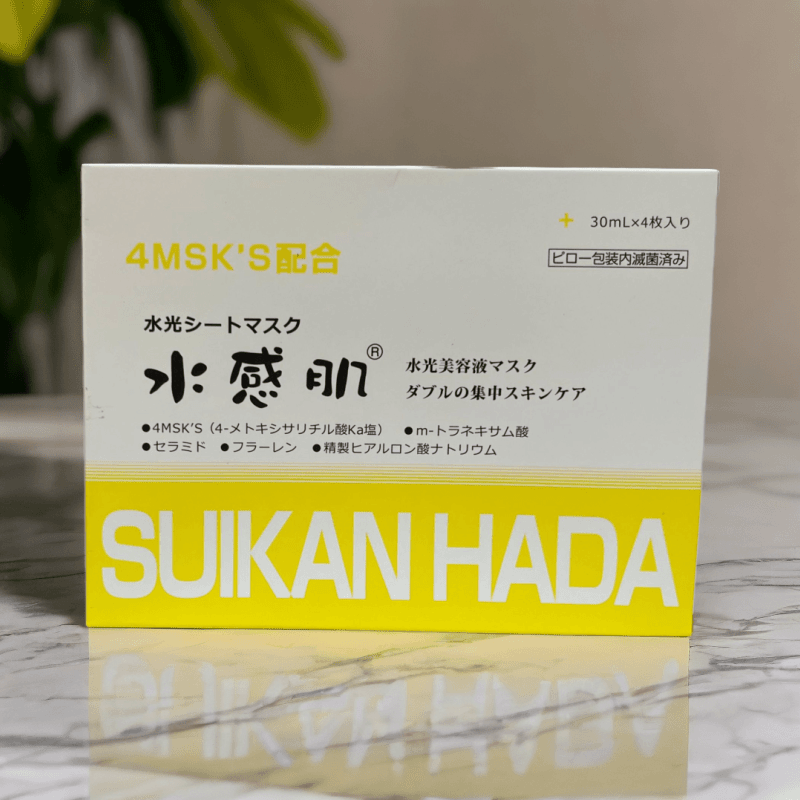 30mL×4枚入り
4MSK'S配合
ピロー包装内滅菌済み
水光シートマスク
水感肌®
水光美容液マスク
ダブルの集中スキンケア
●4MSK'S（4-メトキシサリチル酸Ka塩） ●m-トラネキサム酸
●セラミド ●フラーレン ●精製ヒアルロン酸ナトリウム
SUIKAN HADA